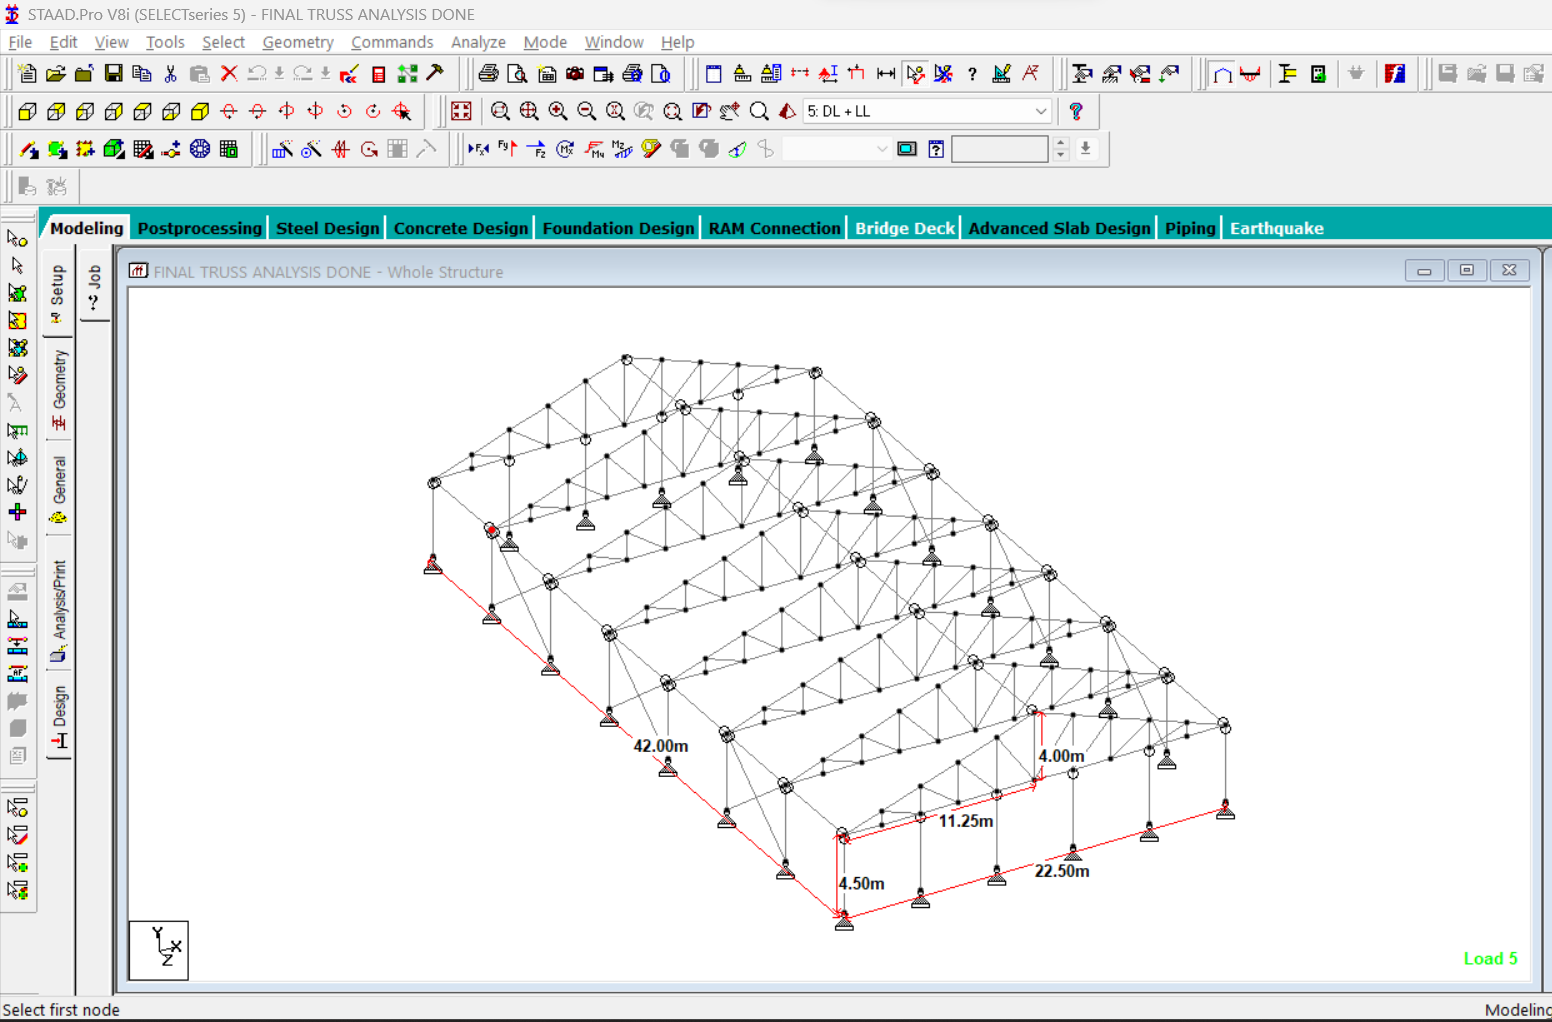 STAAD.Pro V8i (SELECTseries 5) - FINAL TRUSS ANALYSIS DONE
File Edit View Tools Select Geometry Commands Analyze Mode Window Help
5: DL + LL
Modeling Postprocessing Steel Design Concrete Design Foundation Design RAM Connection Bridge Deck Advanced Slab Design Piping Earthquake
Setup
Geometry
General
Analysis/Print
Design
Job
FINAL TRUSS ANALYSIS DONE - Whole Structure
42.00m
4.00m
11.25m
22.50m
4.50m
Y
X
Z
Load 5
Select first node
Modeling